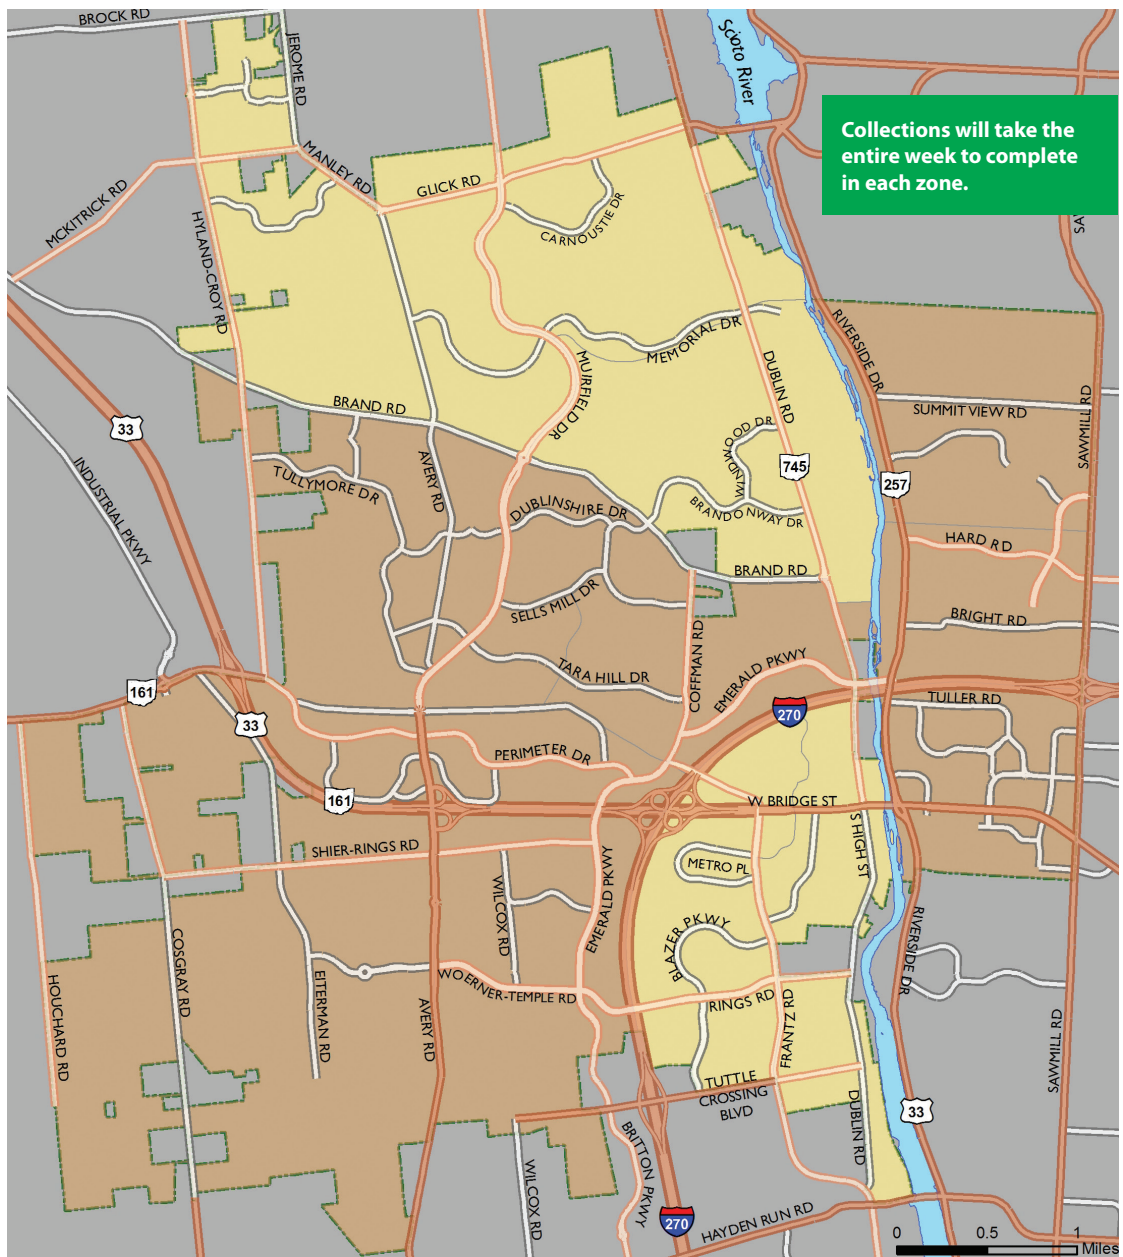 BROCK RD
JEROME RD
Scioto River
Collections will take the
entire week to complete
in each zone.
MANLEY RD
GLICK RD
MCKITRICK RD
CARNOUSTIE DR
HYLAND-CROY RD
SA
RIVERSIDE DR
MEMORIAL DR
MUIRFIELD DR
DUBLIN RD
BRAND RD
SUMMIT VIEW RD
SAWMILL RD
33
WINDWOOD DR
745
INDUSTRIAL PKWY
AVERY RD
TULLYMORE DR
257
DUBLINSHIRE DR
BRANDONWAY DR
HARD RD
BRAND RD
SELLS MILL DR
BRIGHT RD
COFFMAN RD
TARA HILL DR
EMERALD PKWY
161
TULLER RD
33
270
PERIMETER DR
161
W BRIDGE ST
S HIGH ST
SHIER-RINGS RD
METRO PL
WILCOX RD
EMERALD PKWY
BLAZER PKWY
COSGRAY RD
RIVERSIDE DR
HOUCHARD RD
EITERMAN RD
WOERNER-TEMPLE RD
RINGS RD
AVERY RD
FRANTZ RD
SAWMILL RD
TUTTLE
CROSSING
BLVD
DUBLIN RD
33
BRITTON PKWY
WILCOX RD
270
HAYDEN RUN RD
0 0.5 1
Miles